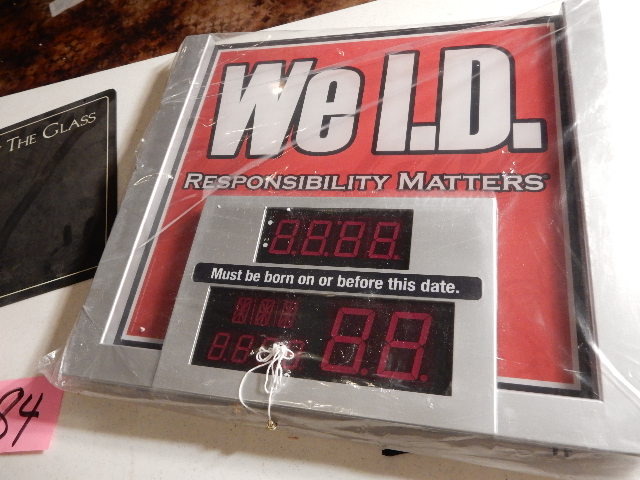 THE GLASS
We I.D.
RESPONSIBILITY MATTERS®
Must be born on or before this date.
84